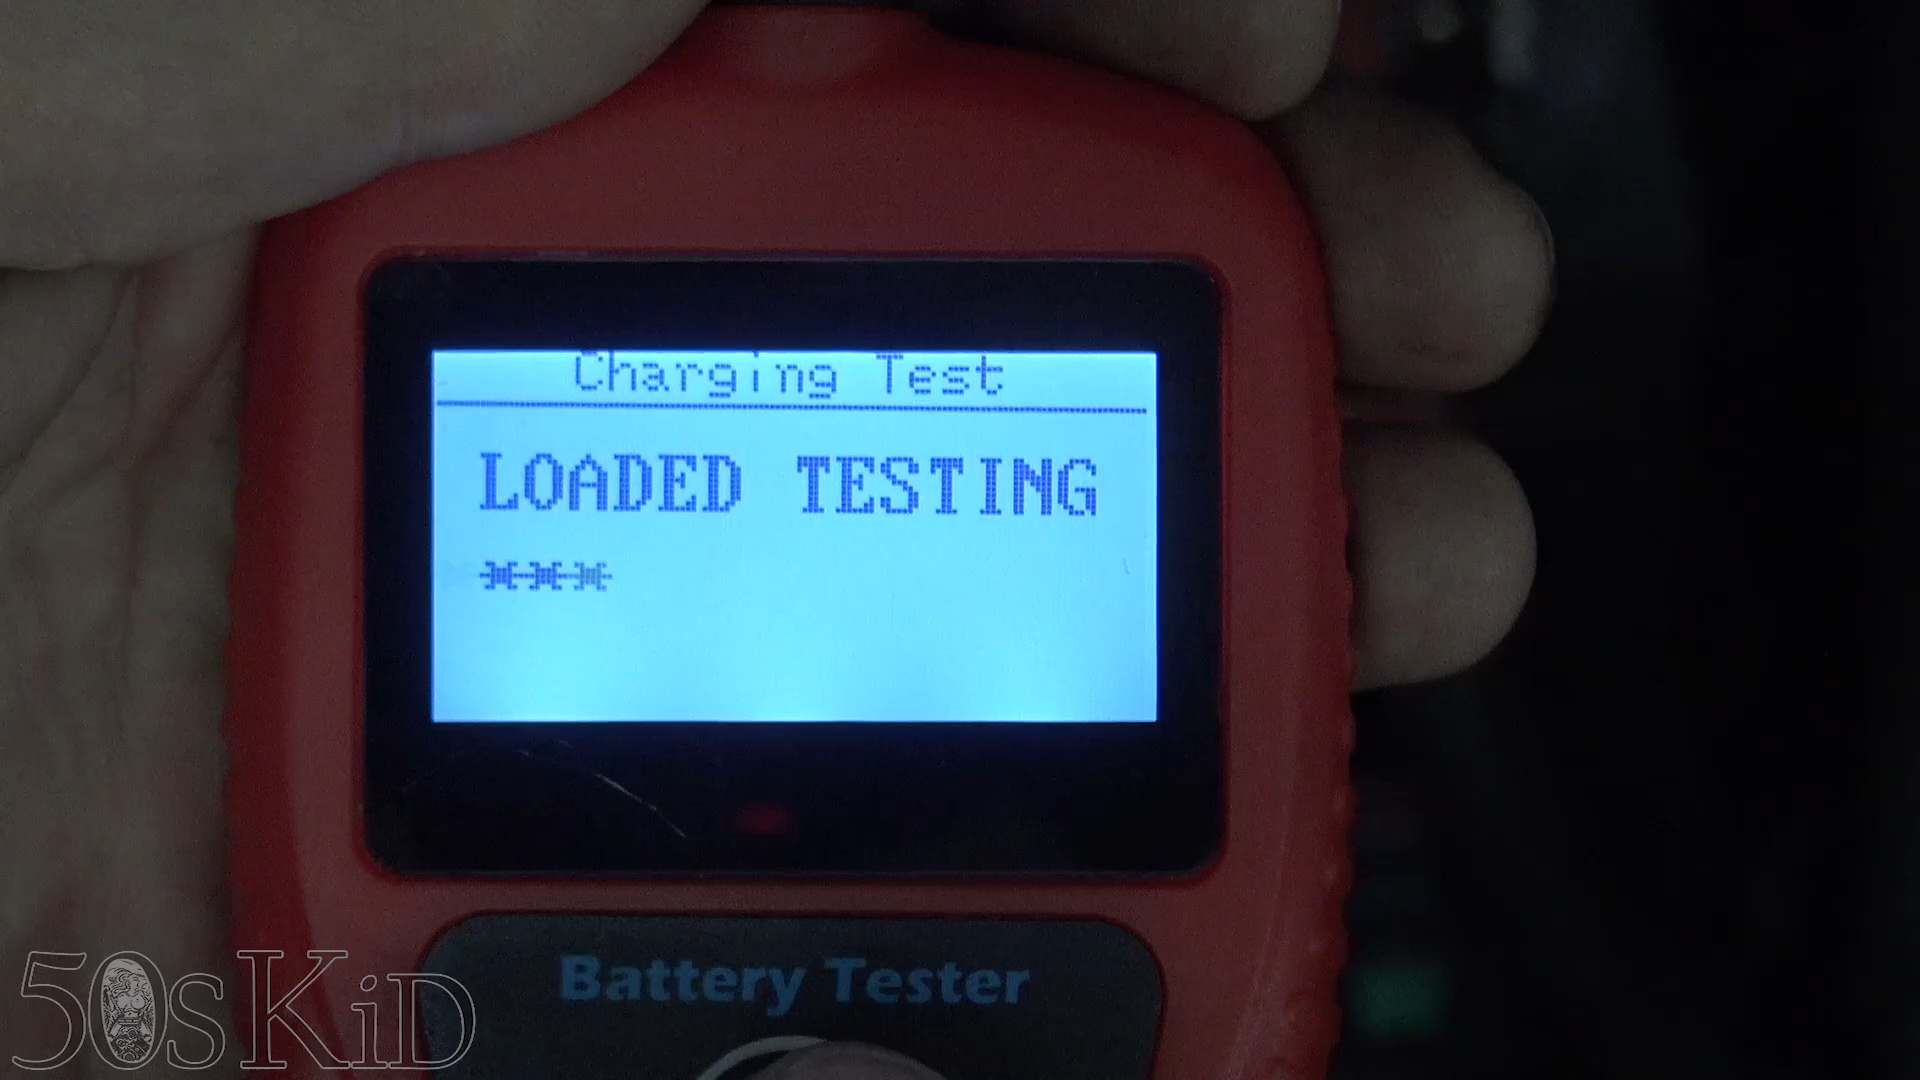 Charging Test
LOADED TESTING
***
Battery Tester
50sKiD